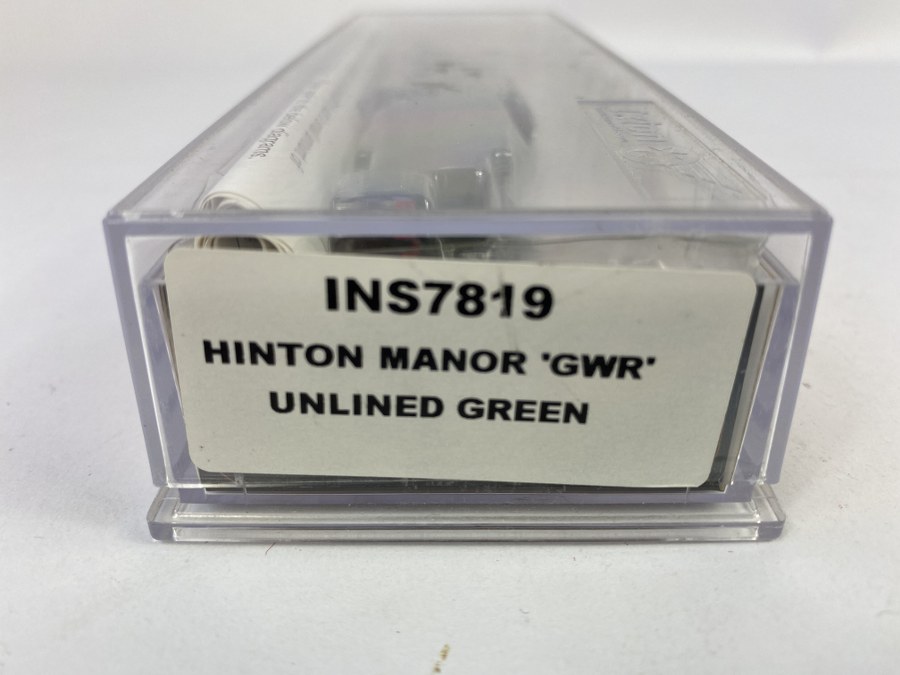 INS7819
HINTON MANOR 'GWR'
UNLINED GREEN